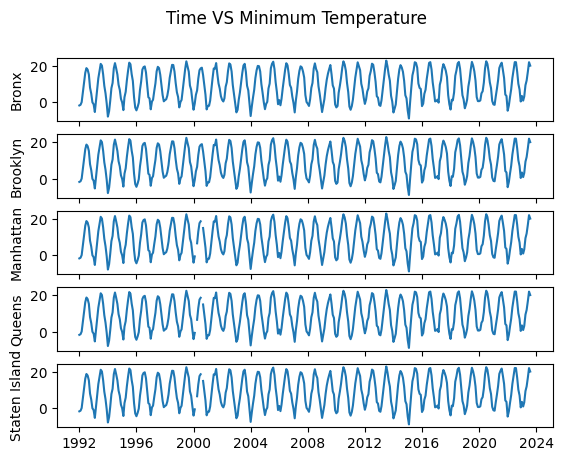 Time VS Minimum Temperature
Bronx
20
0
Brooklyn
20
0
Manhattan
20
0
Queens
20
0
Staten Island
20
0
1992 1996 2000 2004 2008 2012 2016 2020 2024